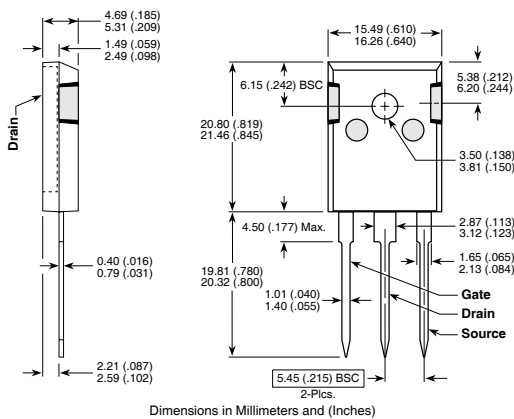 4.69 (.185)
5.31 (.209)
1.49 (.059)
2.49 (.098)
15.49 (.610)
16.26 (.640)
6.15 (.242) BSC
5.38 (.212)
6.20 (.244)
Drain
20.80 (.819)
21.46 (.845)
3.50 (.138)
3.81 (.150)
4.50 (.177) Max.
2.87 (.113)
3.12 (.123)
0.40 (.016)
0.79 (.031)
19.81 (.780)
20.32 (.800)
1.65 (.065)
2.13 (.084)
1.01 (.040)
1.40 (.055)
Gate
Drain
Source
2.21 (.087)
2.59 (.102)
5.45 (.215) BSC
2-Plcs.
Dimensions in Millimeters and (Inches)